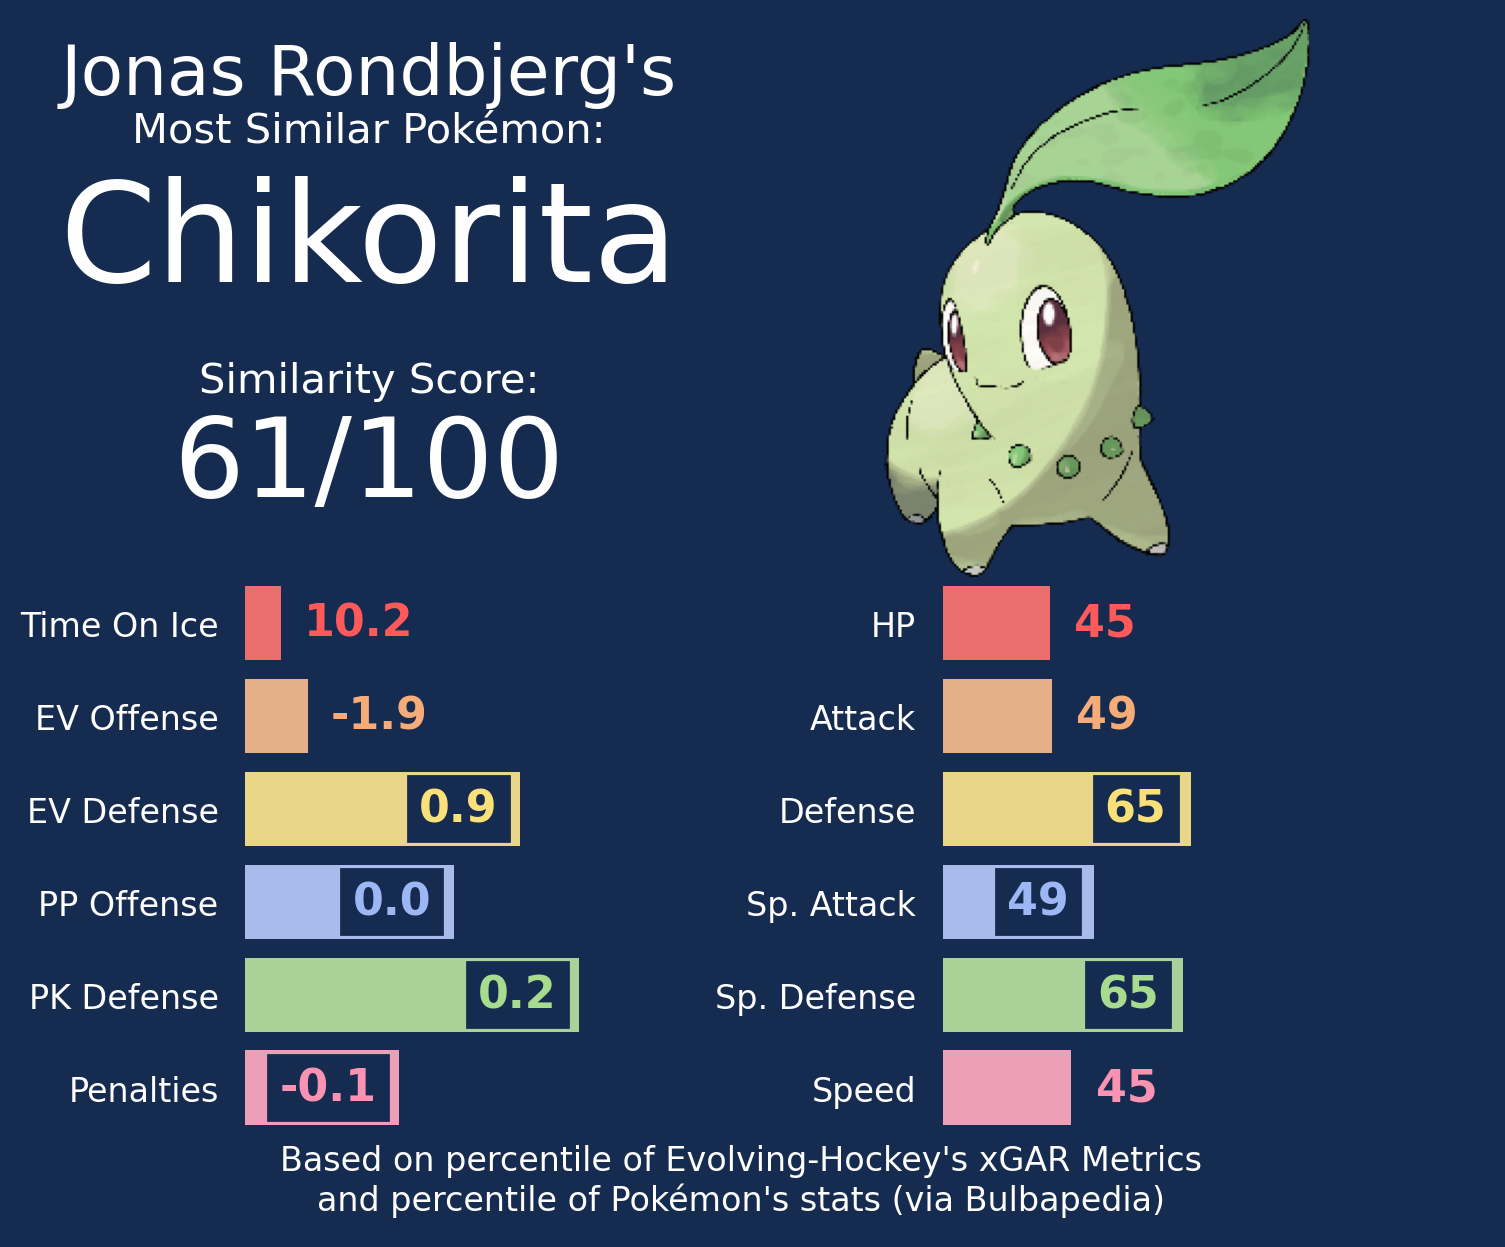 Jonas Rondbjerg's
Most Similar Pokémon:
Chikorita
Similarity Score:
61/100
Time On Ice 10.2
EV Offense -1.9
EV Defense 0.9
PP Offense 0.0
PK Defense 0.2
Penalties -0.1
HP 45
Attack 49
Defense 65
Sp. Attack 49
Sp. Defense 65
Speed 45
Based on percentile of Evolving-Hockey's xGAR Metrics
and percentile of Pokémon's stats (via Bulbapedia)